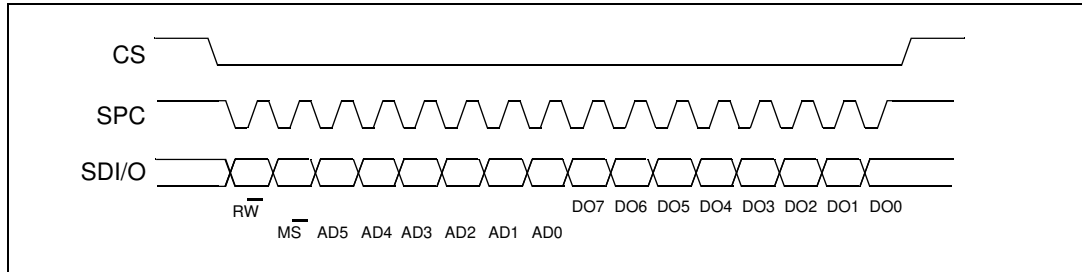 CS
SPC
SDI/O
RW
MS AD5 AD4 AD3 AD2 AD1 AD0
DO7 DO6 DO5 DO4 DO3 DO2 DO1 DO0